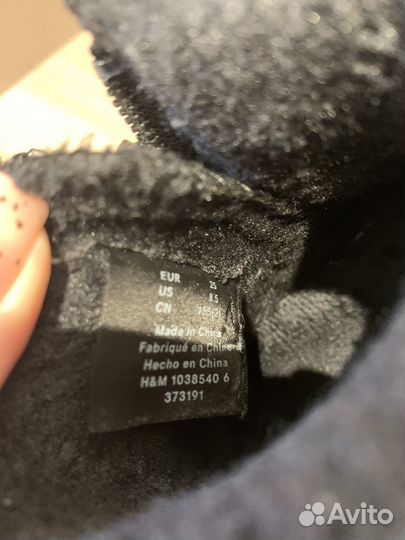 EUR 25
US 8.5
CN 155(2)
Made in China
Fabriqué en Chine
Hecho en China
H&M 1038540 6
373191
Avito